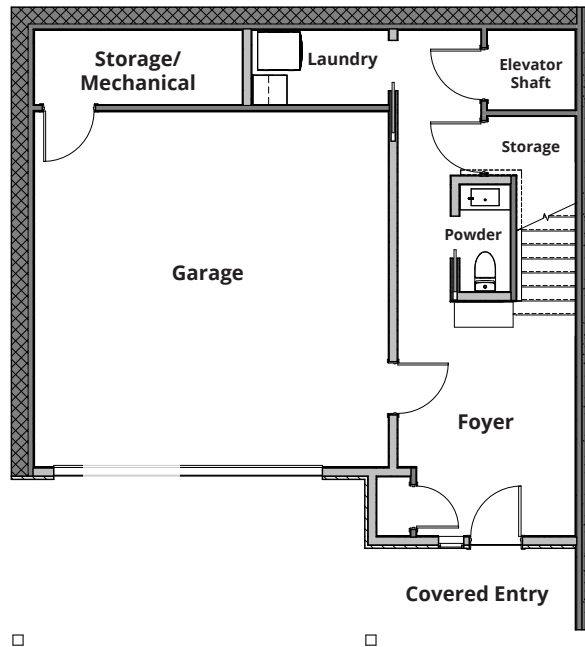 Storage/
Mechanical
Laundry
Elevator
Shaft
Storage
Powder
Garage
Foyer
Covered Entry